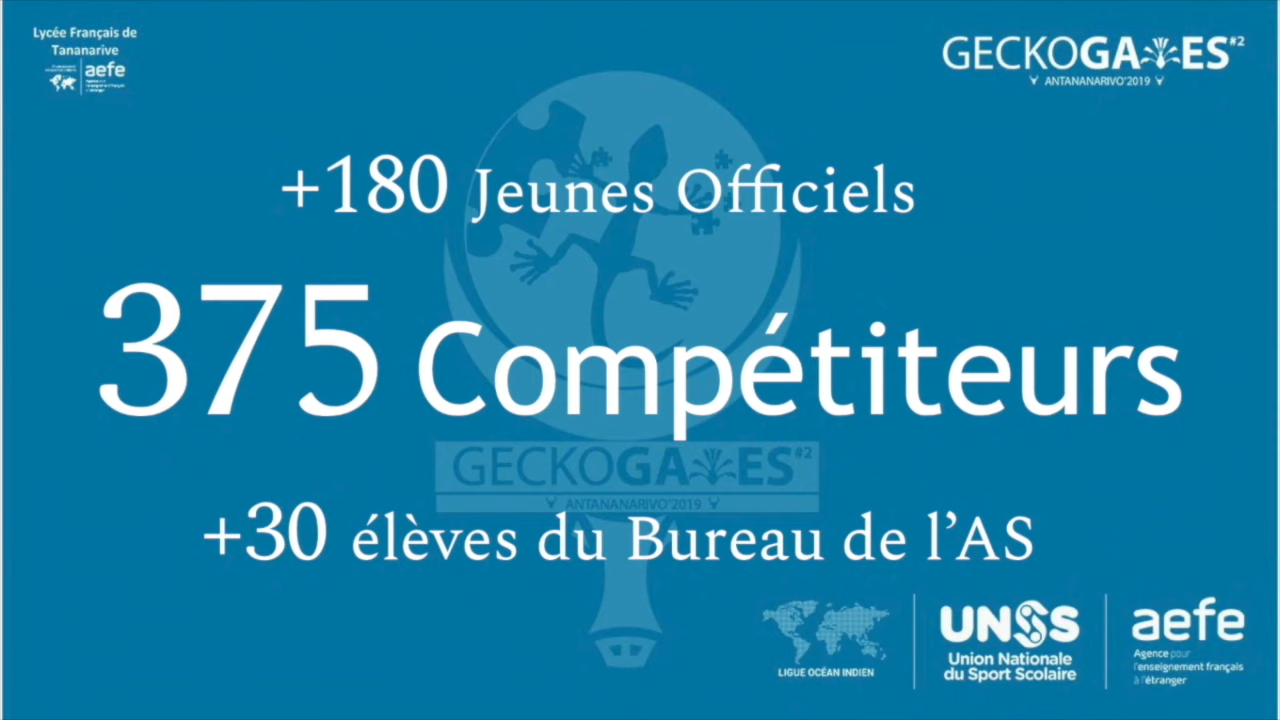 Lycée Français de
Tananarive
aefe
GECKOGAMES#2
ANTANANARIVO'2019
+180 Jeunes Officiels
375 Compétiteurs
GECKOGAMES#2
ANTANANARIVO'2019
+30 élèves du Bureau de l'AS
LIGUE OCÉAN INDIEN
UNSS
Union Nationale
du Sport Scolaire
aefe
Agence pour
l'enseignement français
à l'étranger